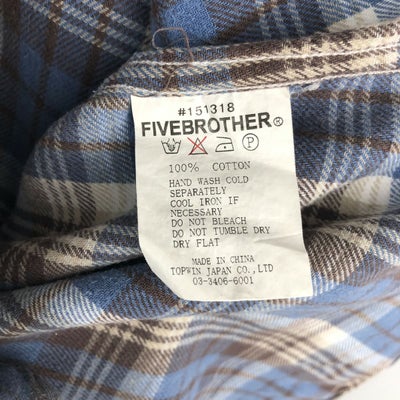 #151318
FIVEBROTHER®
P
100% COTTON
HAND WASH COLD
SEPARATELY
COOL IRON IF
NECESSARY
DO NOT BLEACH
DO NOT TUMBLE DRY
DRY FLAT
MADE IN CHINA
TOPWIN JAPAN CO.,LTD
03-3406-6001